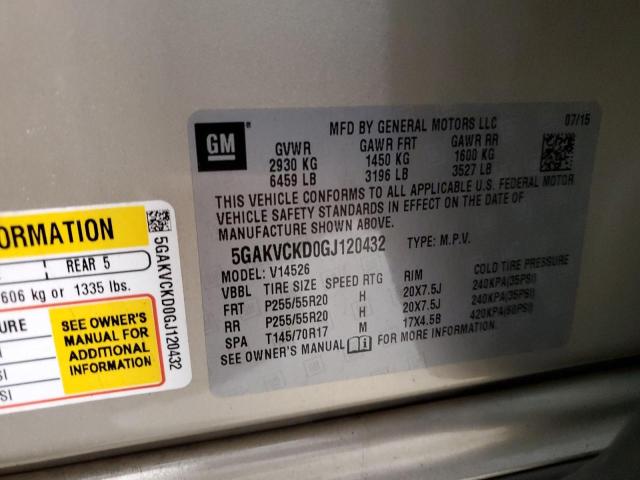 GM
MFD BY GENERAL MOTORS LLC 07/15
GVWR GAWR FRT GAWR RR
2930 KG 1450 KG 1600 KG
6459 LB 3196 LB 3527 LB
THIS VEHICLE CONFORMS TO ALL APPLICABLE U.S. FEDERAL MOTOR
VEHICLE SAFETY STANDARDS IN EFFECT ON THE DATE OF
MANUFACTURE SHOWN ABOVE.
5GAKVCKD0GJ120432 TYPE: M.P.V.
MODEL: V14526
VBBL TIRE SIZE SPEED RTG RIM COLD TIRE PRESSURE
FRT P255/55R20 H 20X7.5J 240KPA(35PSI)
RR P255/55R20 H 20X7.5J 240KPA(35PSI)
SPA T145/70R17 M 17X4.5B 420KPA(60PSI)
SEE OWNER'S MANUAL FOR MORE INFORMATION.
ORMATION
REAR 5
606 kg or 1335 lbs.
URE
SEE OWNER'S
MANUAL FOR
ADDITIONAL
INFORMATION
SI
SI
5GAKVCKD0GJ120432